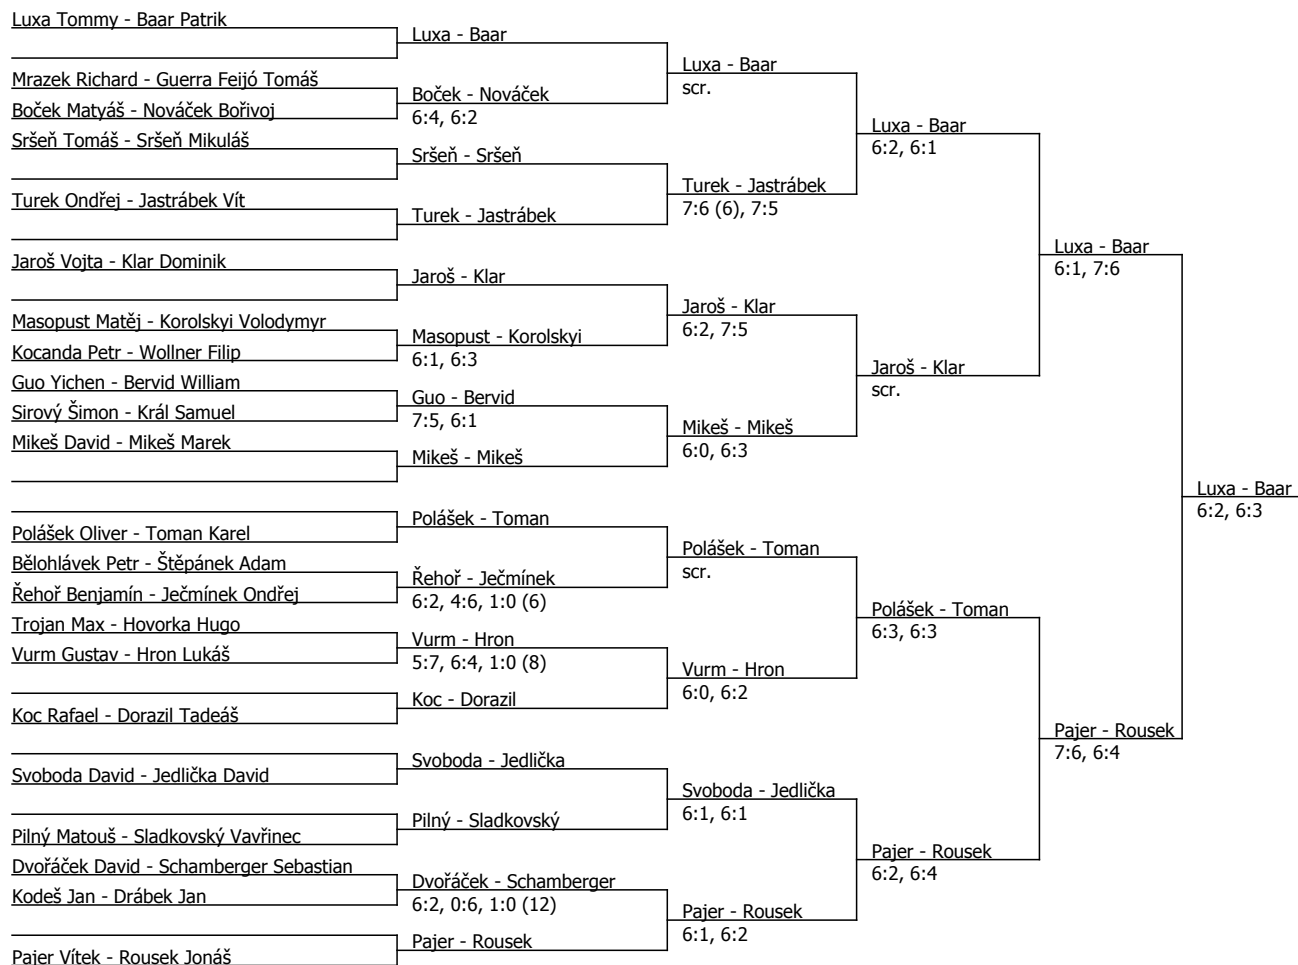 Luxa Tommy - Baar Patrik
Mrazek Richard - Guerra Feijó Tomáš
Boček Matyáš - Nováček Bořivoj
Sršeň Tomáš - Sršeň Mikuláš
Turek Ondřej - Jastrábek Vít
Jaroš Vojta - Klar Dominik
Masopust Matěj - Korolskyi Volodymyr
Kocanda Petr - Wollner Filip
Guo Yichen - Bervid William
Sirový Šimon - Král Samuel
Mikeš David - Mikeš Marek
Polášek Oliver - Toman Karel
Bělohlávek Petr - Štěpánek Adam
Řehoř Benjamín - Ječmínek Ondřej
Trojan Max - Hovorka Hugo
Vurm Gustav - Hron Lukáš
Koc Rafael - Dorazil Tadeáš
Svoboda David - Jedlička David
Pilný Matouš - Sladkovský Vavřinec
Dvořáček David - Schamberger Sebastian
Kodeš Jan - Drábek Jan
Pajer Vítek - Rousek Jonáš
Luxa - Baar
Boček - Nováček
6:4, 6:2
Sršeň - Sršeň
Turek - Jastrábek
Jaroš - Klar
Masopust - Korolskyi
6:1, 6:3
Guo - Bervid
7:5, 6:1
Mikeš - Mikeš
Polášek - Toman
Řehoř - Ječmínek
6:2, 4:6, 1:0 (6)
Vurm - Hron
5:7, 6:4, 1:0 (8)
Koc - Dorazil
Svoboda - Jedlička
Pilný - Sladkovský
Dvořáček - Schamberger
6:2, 0:6, 1:0 (12)
Pajer - Rousek
Luxa - Baar
scr.
Turek - Jastrábek
7:6 (6), 7:5
Jaroš - Klar
6:2, 7:5
Mikeš - Mikeš
6:0, 6:3
Polášek - Toman
scr.
Vurm - Hron
6:0, 6:2
Svoboda - Jedlička
6:1, 6:1
Pajer - Rousek
6:1, 6:2
Luxa - Baar
6:2, 6:1
Jaroš - Klar
scr.
Polášek - Toman
6:3, 6:3
Pajer - Rousek
6:2, 6:4
Luxa - Baar
6:1, 7:6
Pajer - Rousek
7:6, 6:4
Luxa - Baar
6:2, 6:3